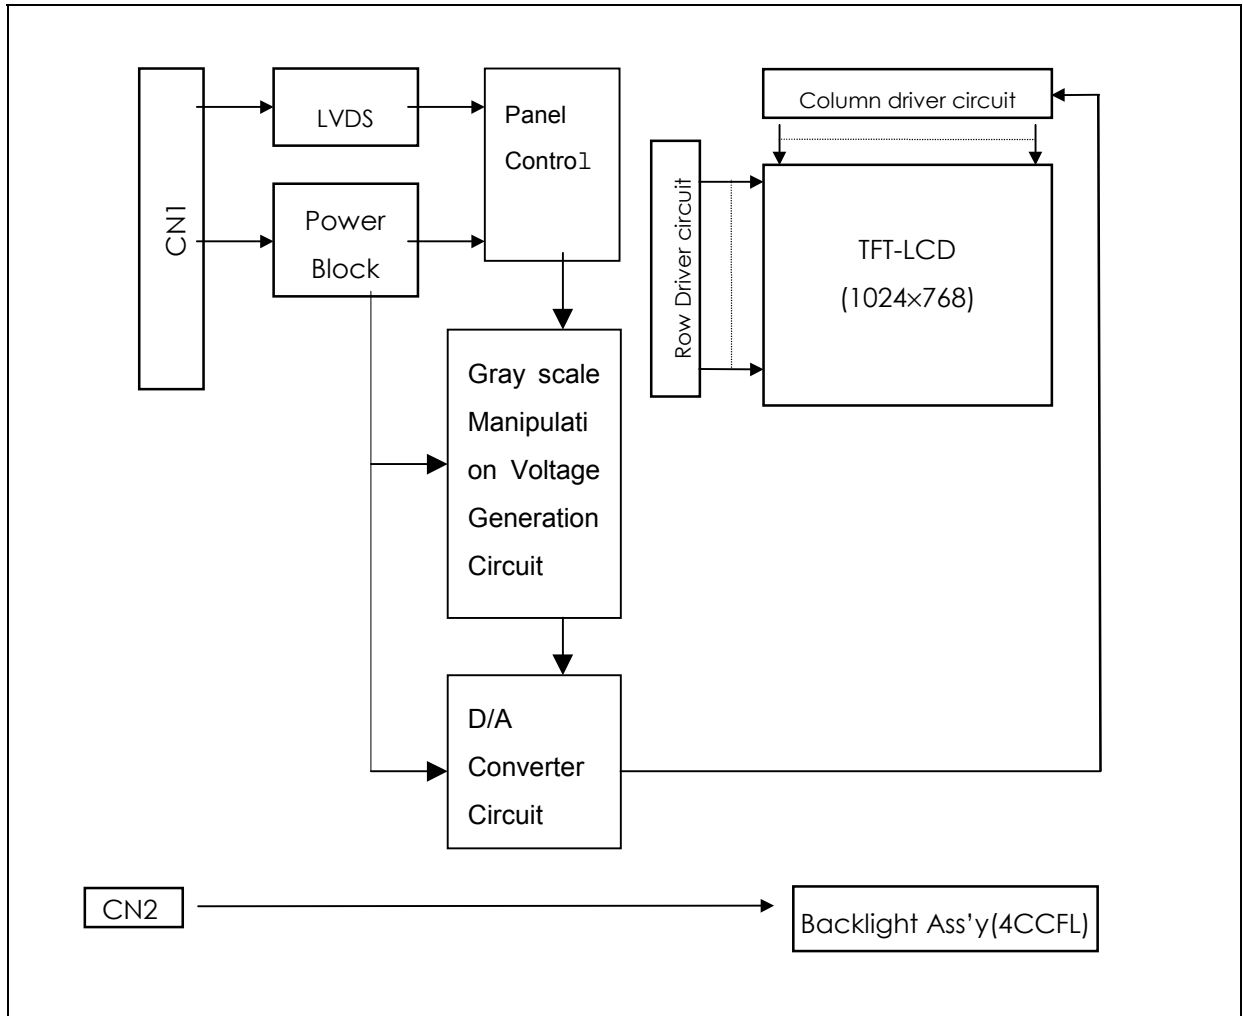 CN1
LVDS
Panel
Control
Power
Block
Gray scale
Manipulati
on Voltage
Generation
Circuit
D/A
Converter
Circuit
Column driver circuit
Row Driver circuit
TFT-LCD
(1024×768)
CN2
Backlight Ass’y(4CCFL)